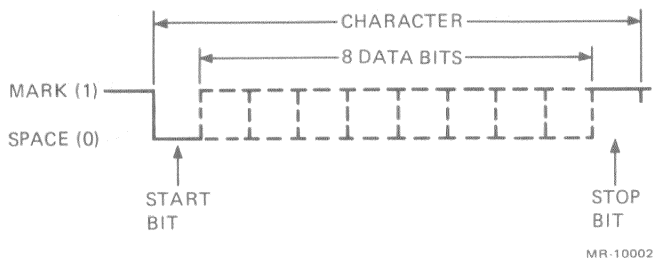 CHARACTER
8 DATA BITS
MARK (1)
SPACE (0)
START
BIT
STOP
BIT
MR-10002